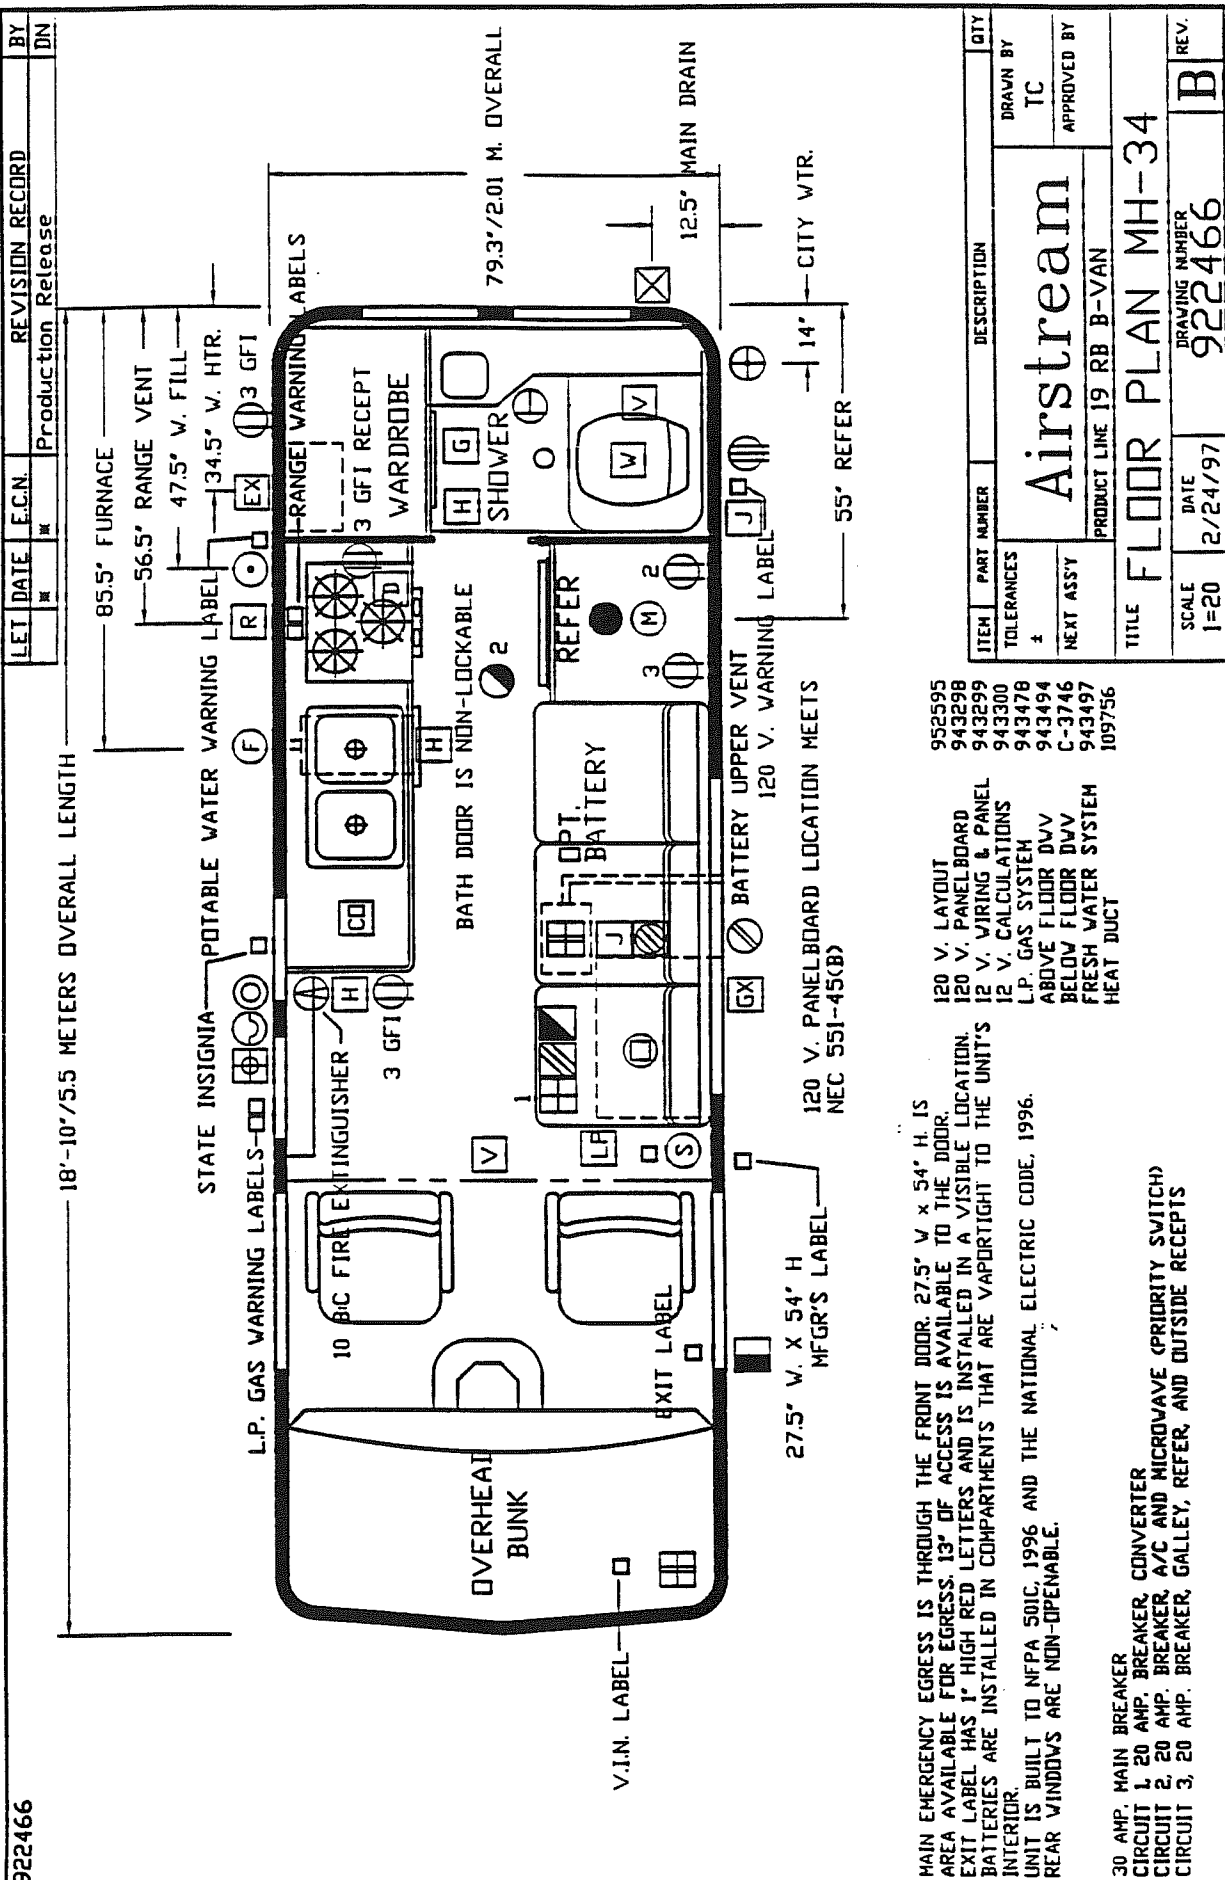 922466
LET DATE E.C.N. REVISION RECORD BY
* * Production Release DN
18'-10"/5.5 METERS OVERALL LENGTH
85.5" FURNACE
56.5" RANGE VENT
47.5" W. FILL
34.5" W. HTR.
STATE INSIGNIA
POTABLE WATER WARNING LABEL
L.P. GAS WARNING LABELS
F
R
EX
3 GFI
RANGE WARNING LABELS
3 GFI RECEPT
WARDROBE
D
H
CO
H
3 GFI
10 B:C FIRE EXTINGUISHER
BATH DOOR IS NON-LOCKABLE
2
H
G
SHOWER
V
W
REFER
M
2
3
OPT.
BATTERY
J
1
V
LP
S
OVERHEAD
BUNK
EXIT LABEL
V.I.N. LABEL
27.5" W. X 54" H
MFGR'S LABEL
GX
BATTERY UPPER VENT
120 V. WARNING LABEL
J
120 V. PANELBOARD LOCATION MEETS
NEC 551-45(B)
55" REFER
14"
CITY WTR.
12.5" MAIN DRAIN
79.3"/2.01 M. OVERALL
MAIN EMERGENCY EGRESS IS THROUGH THE FRONT DOOR. 27.5" W x 54" H. IS
AREA AVAILABLE FOR EGRESS. 13" OF ACCESS IS AVAILABLE TO THE DOOR.
EXIT LABEL HAS 1" HIGH RED LETTERS AND IS INSTALLED IN A VISIBLE LOCATION.
BATTERIES ARE INSTALLED IN COMPARTMENTS THAT ARE VAPORTIGHT TO THE UNIT'S
INTERIOR.
UNIT IS BUILT TO NFPA 501C, 1996 AND THE NATIONAL ELECTRIC CODE, 1996.
REAR WINDOWS ARE NON-OPENABLE.
30 AMP. MAIN BREAKER
CIRCUIT 1, 20 AMP. BREAKER, CONVERTER
CIRCUIT 2, 20 AMP. BREAKER, A/C AND MICROWAVE (PRIORITY SWITCH)
CIRCUIT 3, 20 AMP. BREAKER, GALLEY, REFER, AND OUTSIDE RECEPTS
120 V. LAYOUT 952595
120 V. PANELBOARD 943298
12 V. WIRING & PANEL 943299
12 V. CALCULATIONS 943300
L.P. GAS SYSTEM 943478
ABOVE FLOOR DWV 943494
BELOW FLOOR DWV C-3746
FRESH WATER SYSTEM 943497
HEAT DUCT 109756
ITEM PART NUMBER DESCRIPTION QTY
TOLERANCES
±
NEXT ASS'Y
Airstream
PRODUCT LINE 19 RB B-VAN
DRAWN BY
TC
APPROVED BY
TITLE FLOOR PLAN MH-34
SCALE
1=20
DATE
2/24/97
DRAWING NUMBER
922466
B
REV.